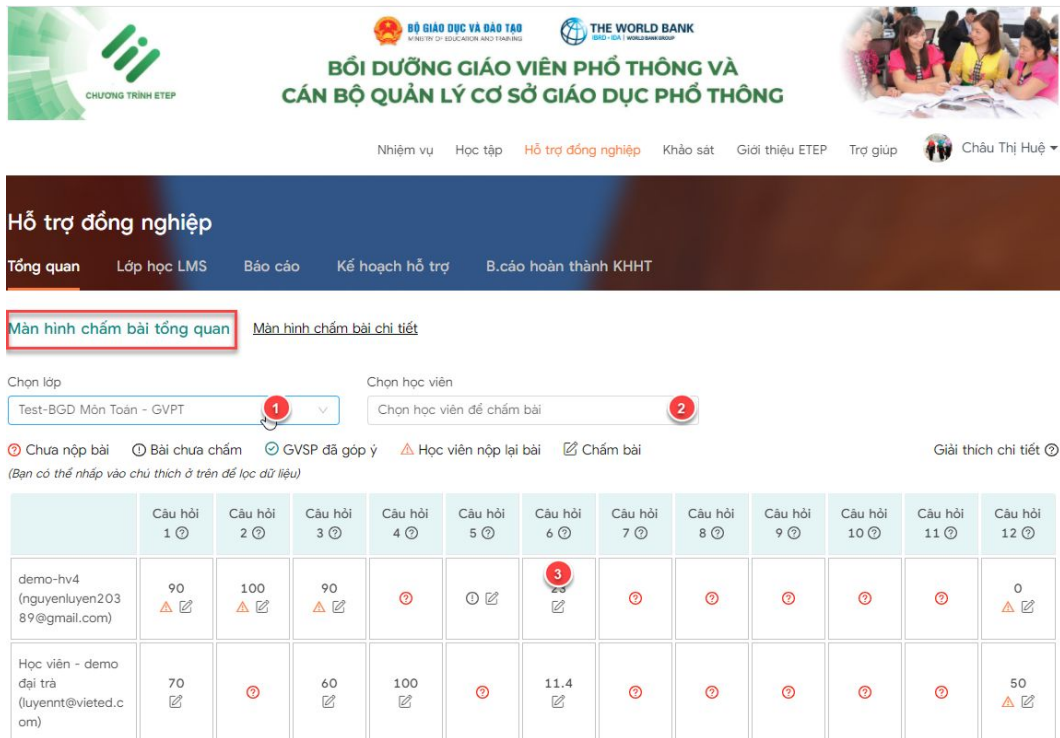 BỘ GIÁO DỤC VÀ ĐÀO TẠO
MINISTRY OF EDUCATION AND TRAINING
THE WORLD BANK
IBRD • IDA | WORLD BANK GROUP
CHƯƠNG TRÌNH ETEP
BỒI DƯỠNG GIÁO VIÊN PHỔ THÔNG VÀ
CÁN BỘ QUẢN LÝ CƠ SỞ GIÁO DỤC PHỔ THÔNG
Nhiệm vụ Học tập Hỗ trợ đồng nghiệp Khảo sát Giới thiệu ETEP Trợ giúp Châu Thị Huệ
Hỗ trợ đồng nghiệp
Tổng quan Lớp học LMS Báo cáo Kế hoạch hỗ trợ B.cáo hoàn thành KHHT
Màn hình chấm bài tổng quan Màn hình chấm bài chi tiết
Chọn lớp Chọn học viên
Test-BGD Môn Toán - GVPT 1 Chọn học viên để chấm bài 2
Chưa nộp bài Bài chưa chấm GVSP đã góp ý Học viên nộp lại bài Chấm bài Giải thích chi tiết
(Bạn có thể nhấp vào chú thích ở trên để lọc dữ liệu)
Câu hỏi Câu hỏi Câu hỏi Câu hỏi Câu hỏi Câu hỏi Câu hỏi Câu hỏi Câu hỏi Câu hỏi Câu hỏi Câu hỏi
1 2 3 4 5 6 7 8 9 10 11 12
demo-hv4
(nguyenluyen203
89@gmail.com)
90 100 90 3 0
Học viên - demo
đại trà
(luyennt@vieted.c
om)
70 60 100 11.4 50